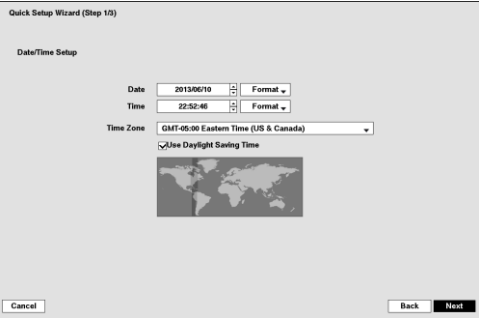 Quick Setup Wizard (Step 1/3)
Date/Time Setup
Date 2013/06/10 Format
Time 22:52:46 Format
Time Zone GMT-05:00 Eastern Time (US & Canada)
Use Daylight Saving Time
Cancel Back Next